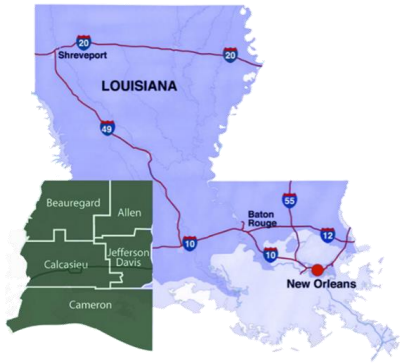 20
20
Shreveport
LOUISIANA
49
Beauregard
Allen
55
Baton
Rouge
12
10
10
Jefferson
Davis
Calcasieu
New Orleans
Cameron